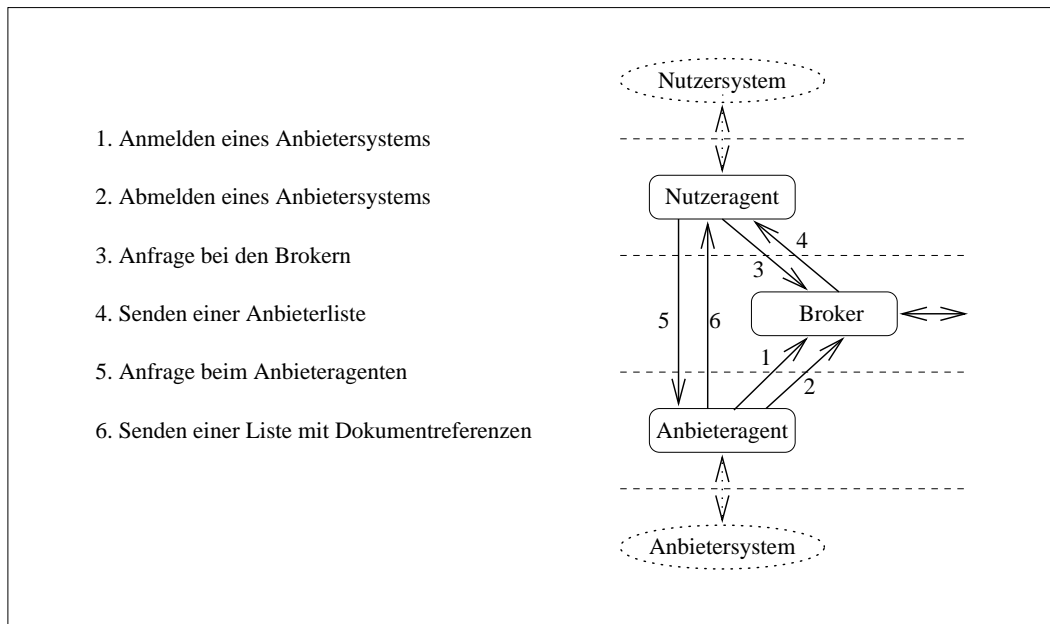 Nutzersystem
1. Anmelden eines Anbietersystems
2. Abmelden eines Anbietersystems
Nutzeragent
4
3. Anfrage bei den Brokern
3
4. Senden einer Anbieterliste
Broker
5
6
1
5. Anfrage beim Anbieteragenten
2
6. Senden einer Liste mit Dokumentreferenzen
Anbieteragent
Anbietersystem